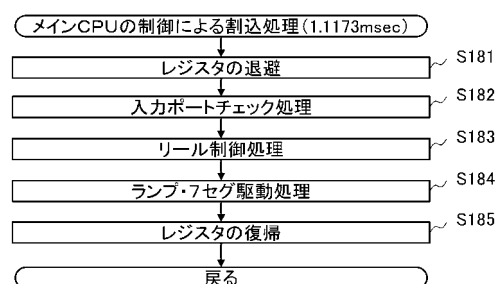 メインCPUの制御による割込処理(1.1173msec)
レジスタの退避 S181
入力ポートチェック処理 S182
リール制御処理 S183
ランプ・7セグ駆動処理 S184
レジスタの復帰 S185
戻る